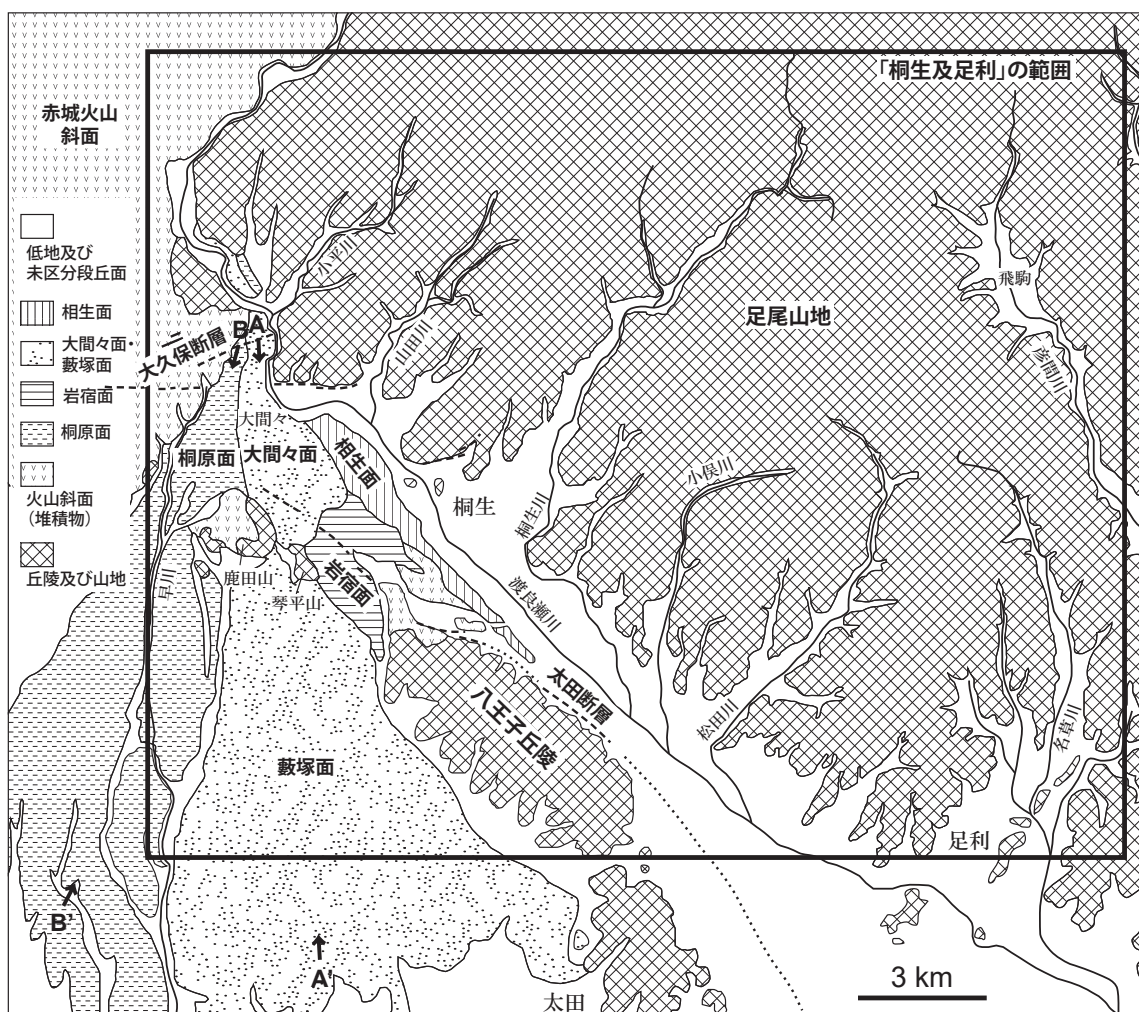 「桐生及足利」の範囲
赤城火山
斜面
低地及び
未区分段丘面
相生面
大間々面・
藪塚面
岩宿面
桐原面
火山斜面
（堆積物）
丘陵及び山地
小平川
山田川
飛駒
足尾山地
彦間川
B
A
大久保断層
大間々
桐原面
大間々面
相生面
小俣川
桐生
桐生川
早川
鹿田山
琴平山
岩宿面
渡良瀬川
太田断層
八王子丘陵
松田川
名草川
藪塚面
足利
B'
A'
太田
3 km